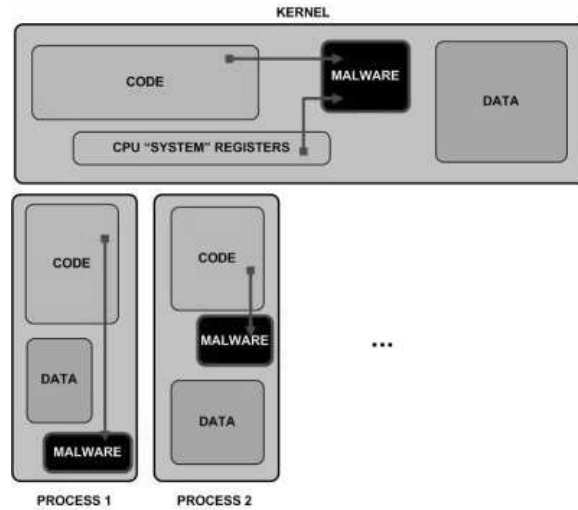 KERNEL
CODE
MALWARE
DATA
CPU "SYSTEM" REGISTERS
CODE
DATA
MALWARE
CODE
MALWARE
DATA
...
PROCESS 1
PROCESS 2